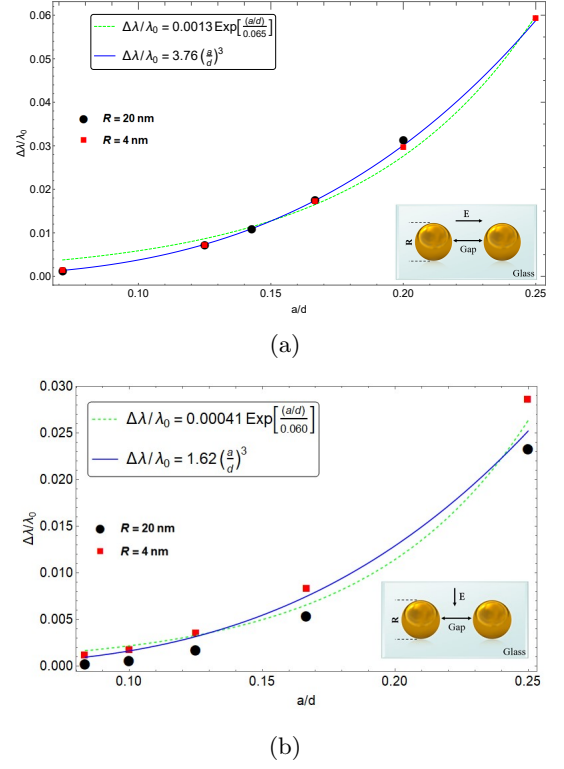 Δλ/λ₀ = 0.0013 Exp[(a/d)/0.065]
Δλ/λ₀ = 3.76 (a/d)³
R = 20 nm
R = 4 nm
Δλ/λ₀
0.06
0.05
0.04
0.03
0.02
0.01
0.00
E
R
Gap
Glass
0.10 0.15 0.20 0.25
a/d
(a)
Δλ/λ₀ = 0.00041 Exp[(a/d)/0.060]
Δλ/λ₀ = 1.62 (a/d)³
R = 20 nm
R = 4 nm
Δλ/λ₀
0.030
0.025
0.020
0.015
0.010
0.005
0.000
E
R
Gap
Glass
0.10 0.15 0.20 0.25
a/d
(b)